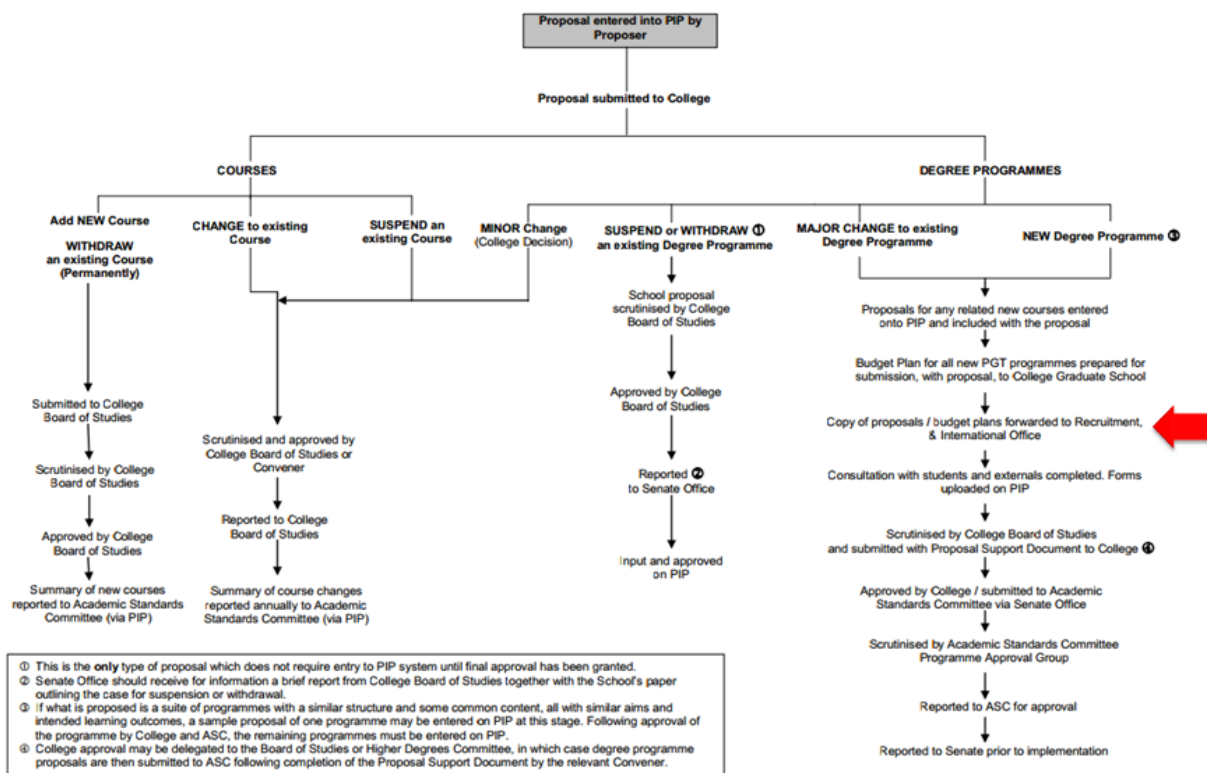 Proposal entered into PIP by
Proposer
Proposal submitted to College
COURSES
DEGREE PROGRAMMES
Add NEW Course
WITHDRAW
an existing Course
(Permanently)
CHANGE to existing
Course
SUSPEND an
existing Course
MINOR Change
(College Decision)
SUSPEND or WITHDRAW ①
an existing Degree Programme
MAJOR CHANGE to existing
Degree Programme
NEW Degree Programme ③
Submitted to College
Board of Studies
Scrutinised by College
Board of Studies
Approved by College
Board of Studies
Summary of new courses
reported to Academic Standards
Committee (via PIP)
Scrutinised and approved by
College Board of Studies or
Convener
Reported to College
Board of Studies
Summary of course changes
reported annually to Academic
Standards Committee (via PIP)
School proposal
scrutinised by College
Board of Studies
Approved by College
Board of Studies
Reported ②
to Senate Office
Input and approved
on PIP
Proposals for any related new courses entered
onto PIP and included with the proposal
Budget Plan for all new PGT programmes prepared for
submission, with proposal, to College Graduate School
Copy of proposals / budget plans forwarded to Recruitment,
& International Office
Consultation with students and externals completed. Forms
uploaded on PIP
Scrutinised by College Board of Studies
and submitted with Proposal Support Document to College ④
Approved by College / submitted to Academic
Standards Committee via Senate Office
Scrutinised by Academic Standards Committee
Programme Approval Group
Reported to ASC for approval
Reported to Senate prior to implementation
① This is the only type of proposal which does not require entry to PIP system until final approval has been granted.
② Senate Office should receive for information a brief report from College Board of Studies together with the School's paper
outlining the case for suspension or withdrawal.
③ If what is proposed is a suite of programmes with a similar structure and some common content, all with similar aims and
intended learning outcomes, a sample proposal of one programme may be entered on PIP at this stage. Following approval of
the programme by College and ASC, the remaining programmes must be entered on PIP.
④ College approval may be delegated to the Board of Studies or Higher Degrees Committee, in which case degree programme
proposals are then submitted to ASC following completion of the Proposal Support Document by the relevant Convener.